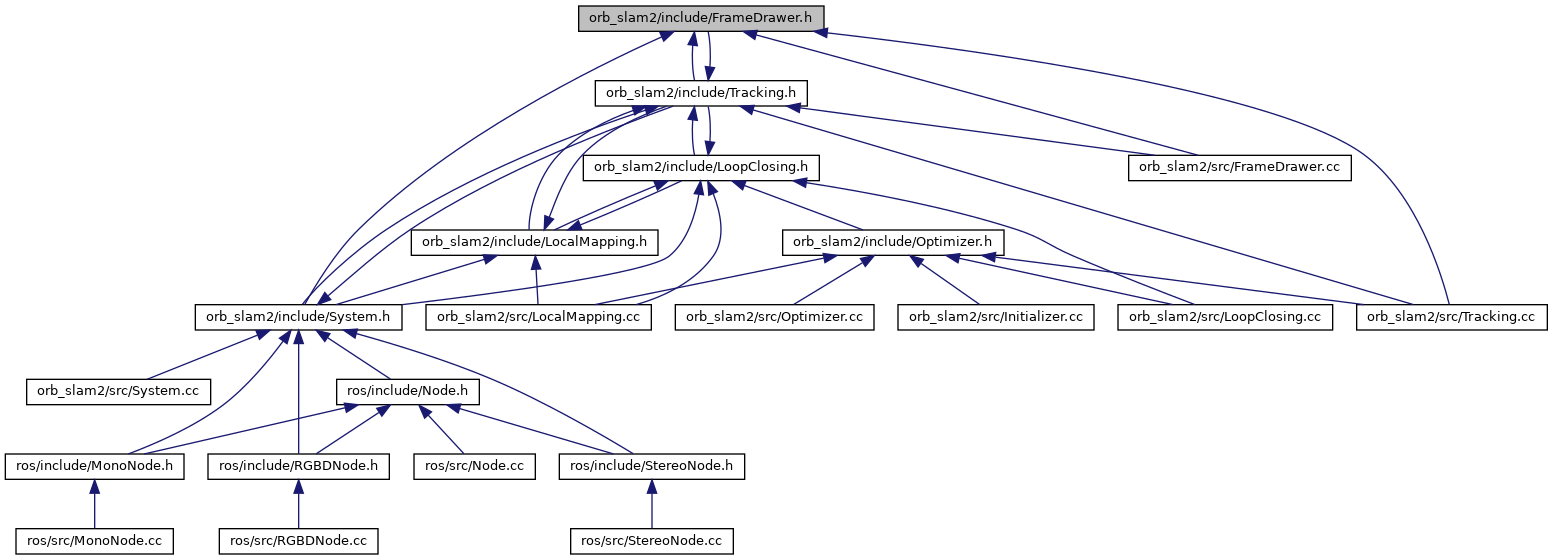 orb_slam2/include/FrameDrawer.h
orb_slam2/include/Tracking.h
orb_slam2/include/LoopClosing.h
orb_slam2/src/FrameDrawer.cc
orb_slam2/include/LocalMapping.h
orb_slam2/include/Optimizer.h
orb_slam2/include/System.h
orb_slam2/src/LocalMapping.cc
orb_slam2/src/Optimizer.cc
orb_slam2/src/Initializer.cc
orb_slam2/src/LoopClosing.cc
orb_slam2/src/Tracking.cc
orb_slam2/src/System.cc
ros/include/Node.h
ros/include/MonoNode.h
ros/include/RGBDNode.h
ros/src/Node.cc
ros/include/StereoNode.h
ros/src/MonoNode.cc
ros/src/RGBDNode.cc
ros/src/StereoNode.cc